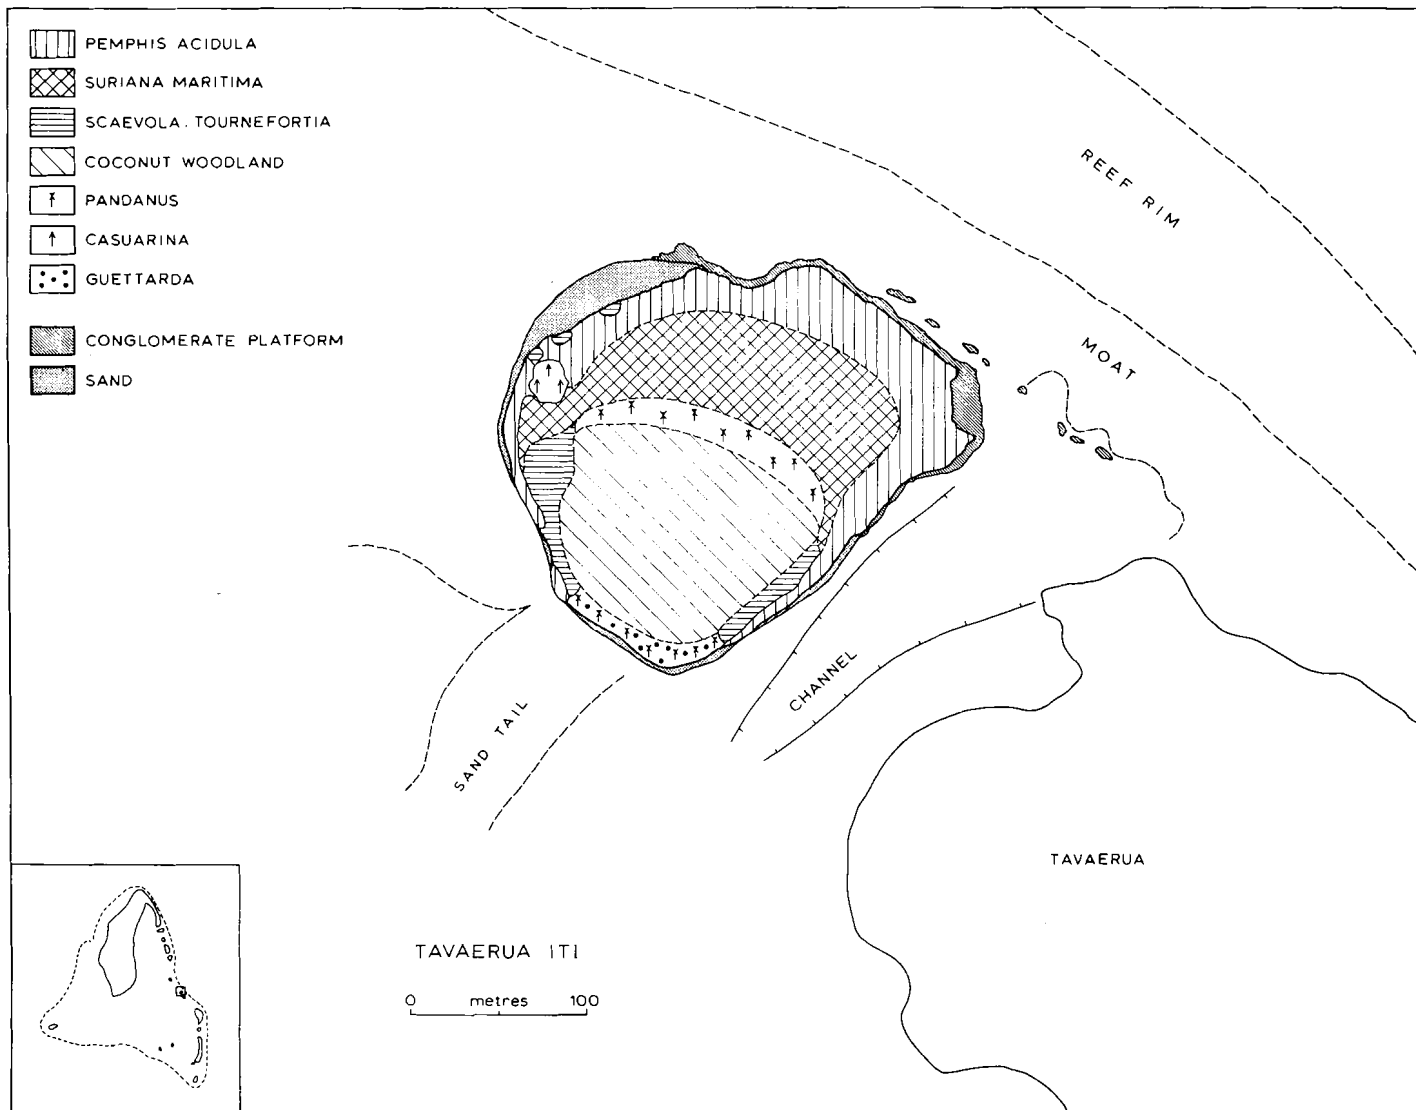 PEMPHIS ACIDULA
SURIANA MARITIMA
SCAEVOLA. TOURNEFORTIA
COCONUT WOODLAND
PANDANUS
CASUARINA
GUETTARDA
CONGLOMERATE PLATFORM
SAND
REEF RIM
MOAT
CHANNEL
SAND TAIL
TAVAERUA
TAVAERUA ITI
0 metres 100